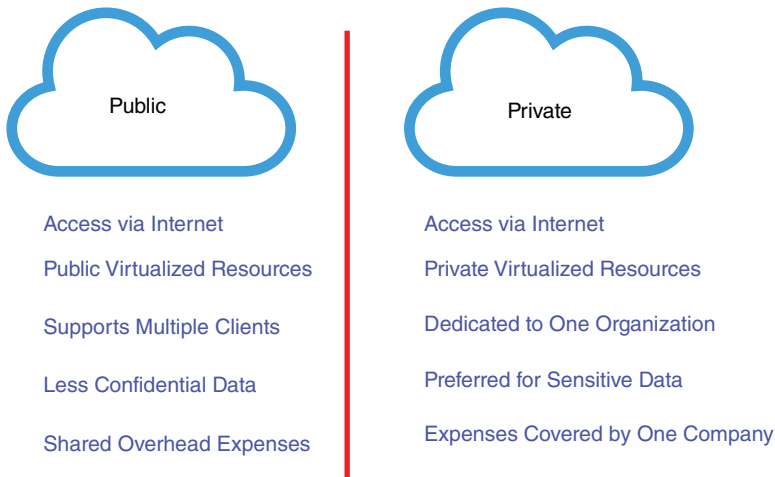 Public
Access via Internet
Public Virtualized Resources
Supports Multiple Clients
Less Confidential Data
Shared Overhead Expenses
Private
Access via Internet
Private Virtualized Resources
Dedicated to One Organization
Preferred for Sensitive Data
Expenses Covered by One Company